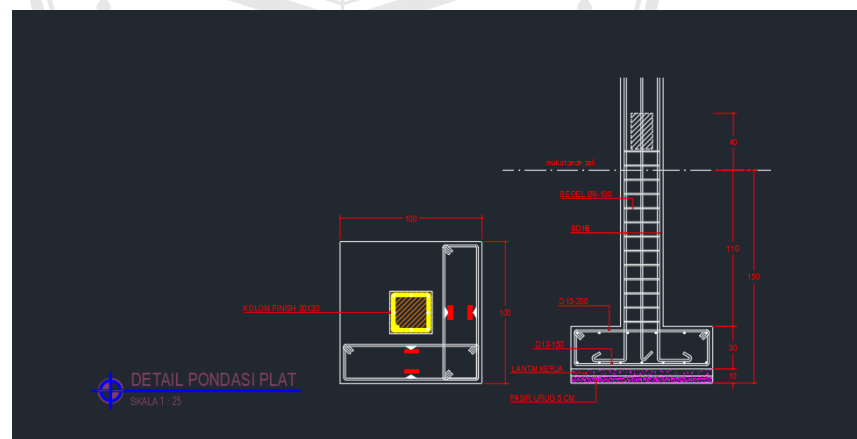 40
muka tanah asli
BEGEL Ø8-100
8D16
100
110
150
KOLOM FINISH 30X30
100
D13-200
D13-150
30
LANTAI KERJA
PASIR URUG 5 CM
DETAIL PONDASI PLAT
SKALA 1 : 25